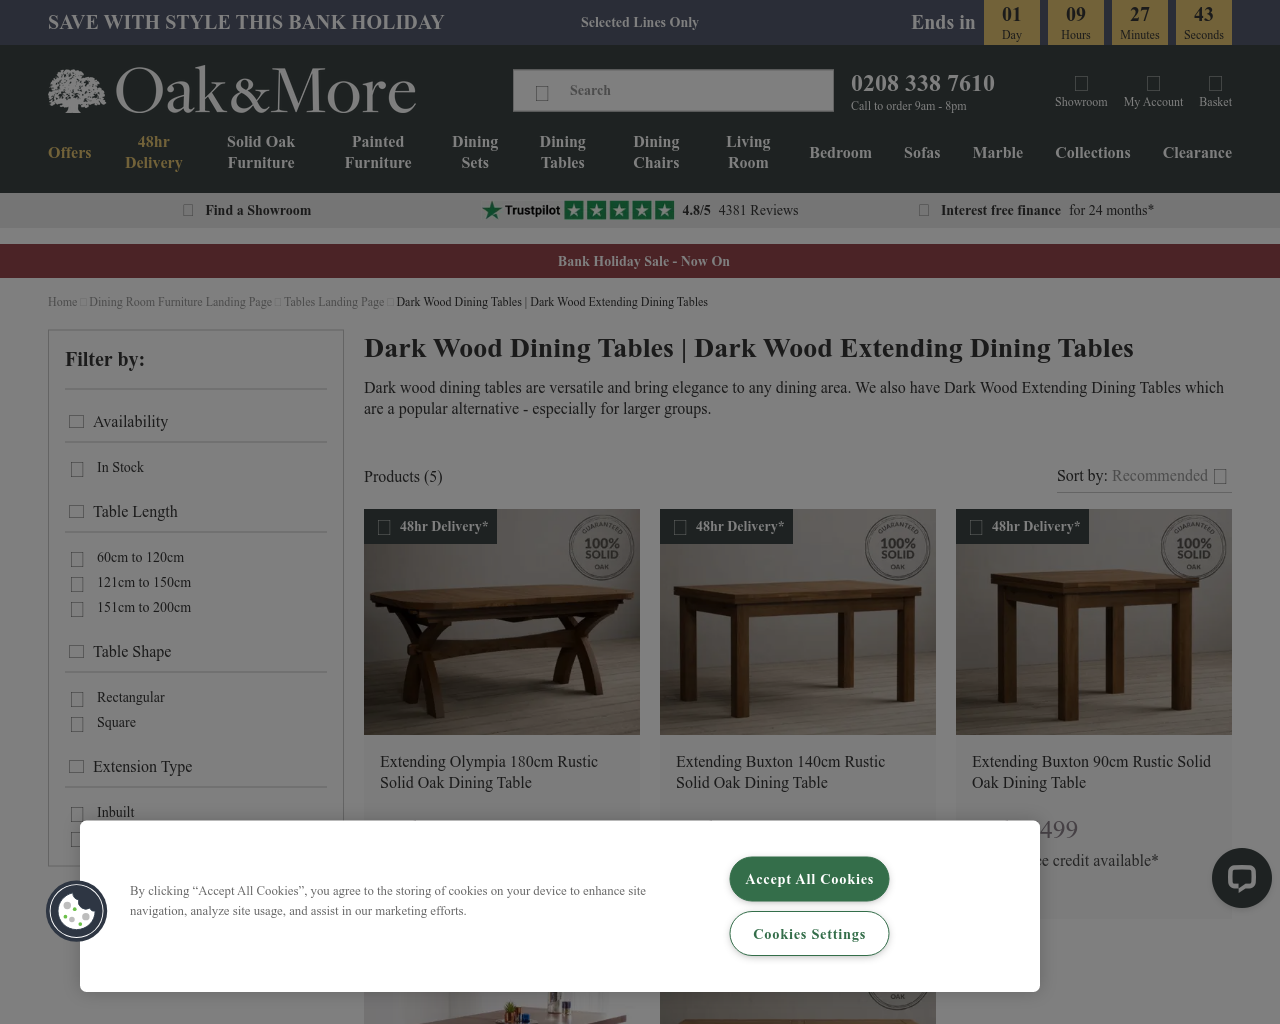 SAVE WITH STYLE THIS BANK HOLIDAY
Selected Lines Only
Ends in
01 Day
09 Hours
27 Minutes
43 Seconds
Oak&More
Search
0208 338 7610
Call to order 9am - 8pm
Showroom
My Account
Basket
Offers
48hr Delivery
Solid Oak Furniture
Painted Furniture
Dining Sets
Dining Tables
Dining Chairs
Living Room
Bedroom
Sofas
Marble
Collections
Clearance
Find a Showroom
Trustpilot 4.8/5 4381 Reviews
Interest free finance for 24 months*
Bank Holiday Sale - Now On
Home Dining Room Furniture Landing Page Tables Landing Page Dark Wood Dining Tables | Dark Wood Extending Dining Tables
Filter by:
Availability
In Stock
Table Length
60cm to 120cm
121cm to 150cm
151cm to 200cm
Table Shape
Rectangular
Square
Extension Type
Inbuilt
Dark Wood Dining Tables | Dark Wood Extending Dining Tables
Dark wood dining tables are versatile and bring elegance to any dining area. We also have Dark Wood Extending Dining Tables which
are a popular alternative - especially for larger groups.
Products (5)
Sort by: Recommended
48hr Delivery*
GUARANTEED
100%
SOLID
OAK
48hr Delivery*
GUARANTEED
100%
SOLID
OAK
48hr Delivery*
GUARANTEED
100%
SOLID
OAK
Extending Olympia 180cm Rustic
Solid Oak Dining Table
Extending Buxton 140cm Rustic
Solid Oak Dining Table
Extending Buxton 90cm Rustic Solid
Oak Dining Table
499
credit available*
By clicking “Accept All Cookies”, you agree to the storing of cookies on your device to enhance site
navigation, analyze site usage, and assist in our marketing efforts.
Accept All Cookies
Cookies Settings
OAK